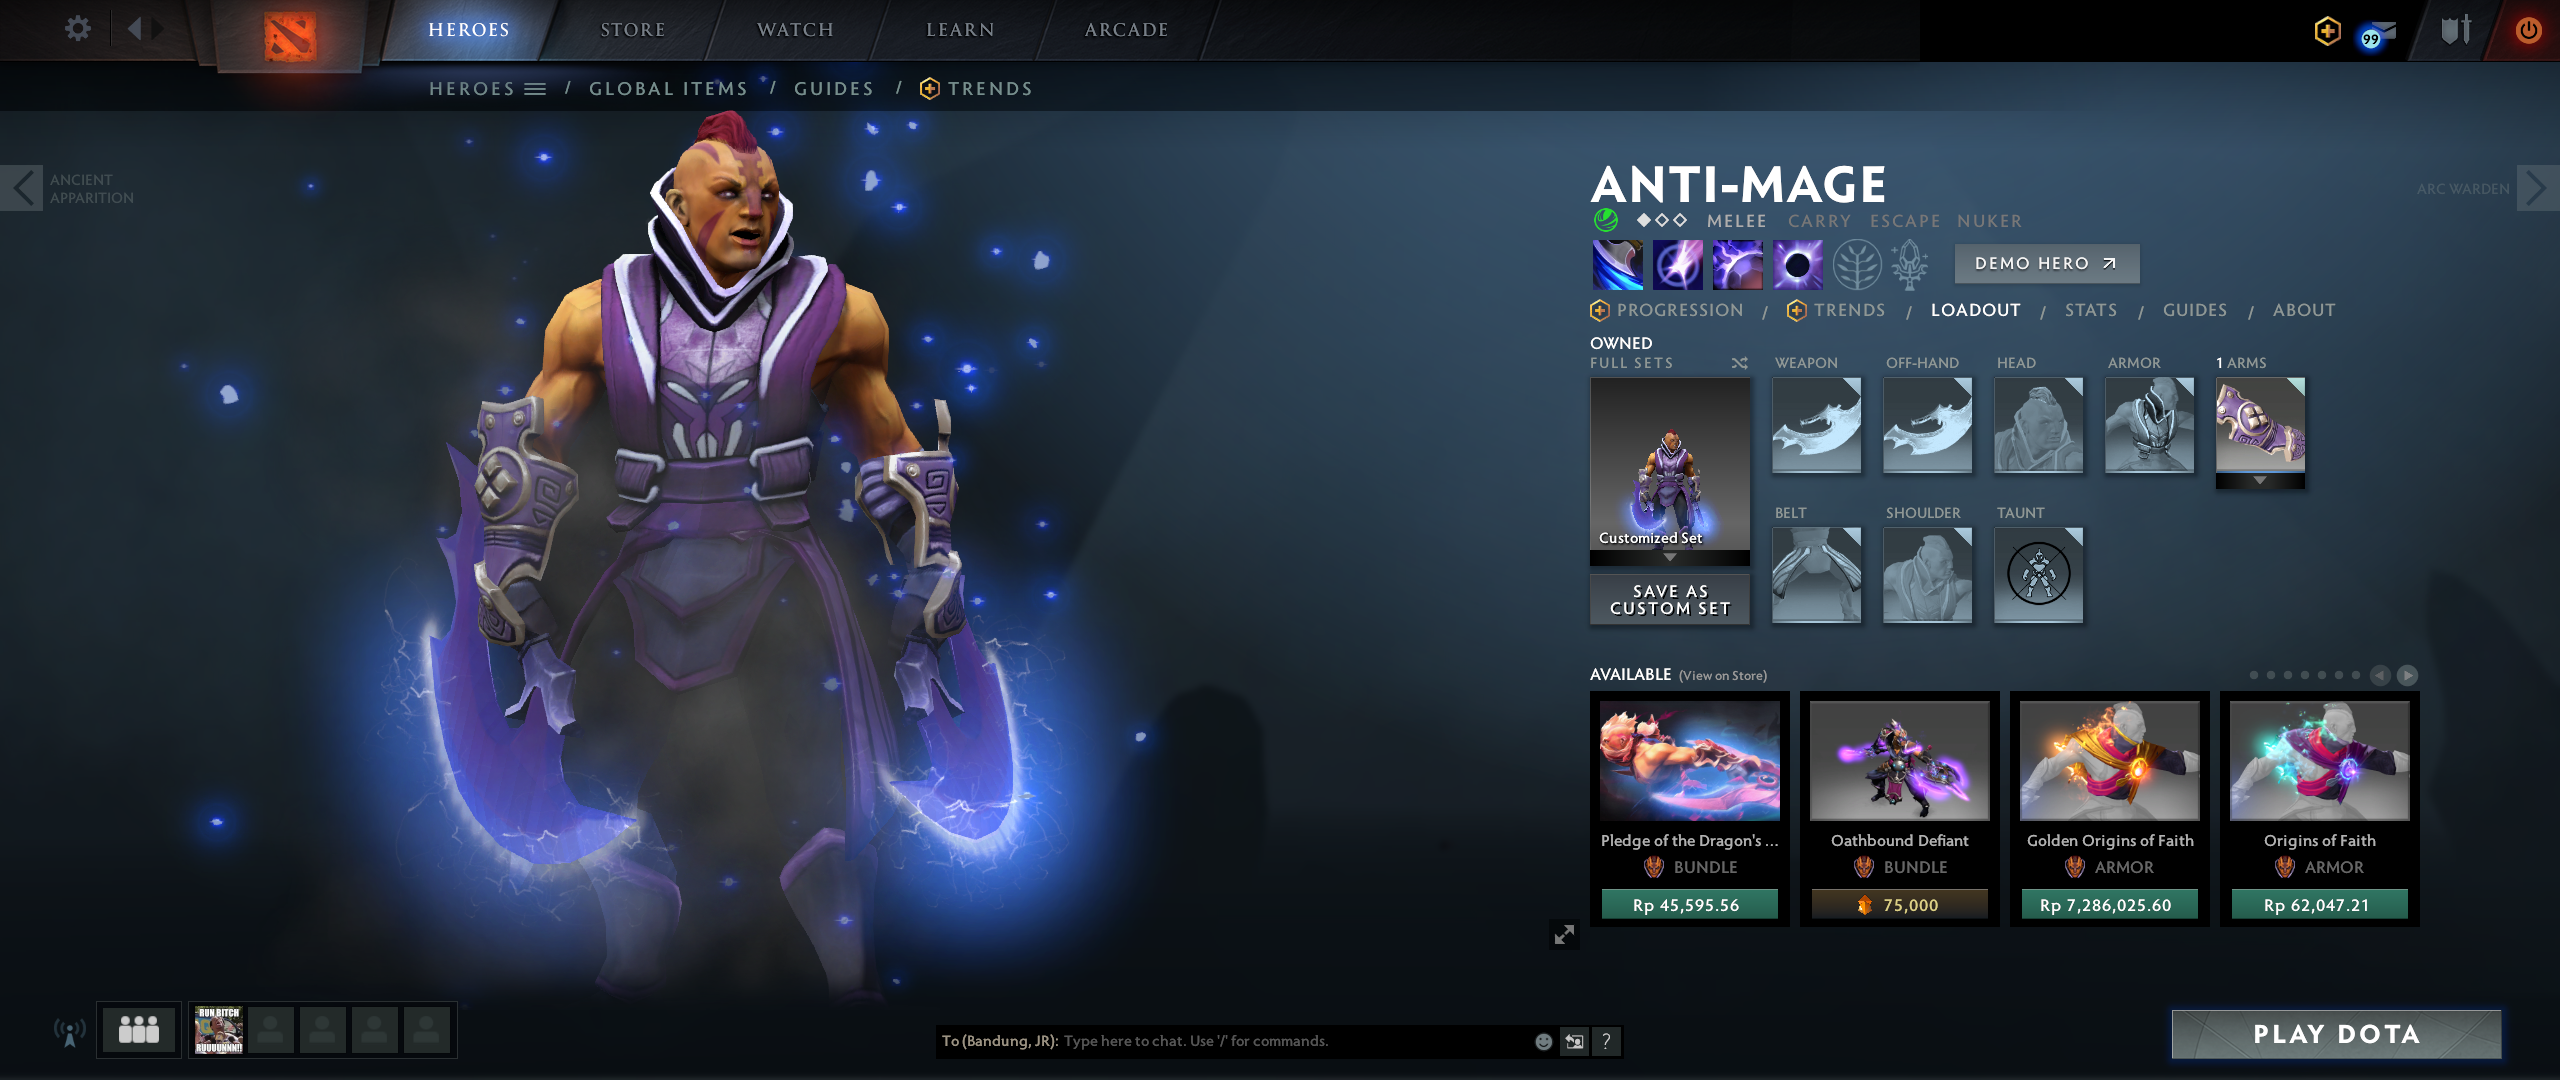 HEROES
STORE
WATCH
LEARN
ARCADE
99
HEROES / GLOBAL ITEMS / GUIDES / TRENDS
ANCIENT
APPARITION
ARC WARDEN
ANTI-MAGE
MELEE CARRY ESCAPE NUKER
DEMO HERO
PROGRESSION / TRENDS / LOADOUT / STATS / GUIDES / ABOUT
OWNED
FULL SETS
WEAPON
OFF-HAND
HEAD
ARMOR
1 ARMS
Customized Set
SAVE AS
CUSTOM SET
BELT
SHOULDER
TAUNT
AVAILABLE (View on Store)
Pledge of the Dragon's ...
BUNDLE
Rp 45,595.56
Oathbound Defiant
BUNDLE
75,000
Golden Origins of Faith
ARMOR
Rp 7,286,025.60
Origins of Faith
ARMOR
Rp 62,047.21
RUN BITCH
RUUUUNNN!!
To (Bandung, JR): Type here to chat. Use '/' for commands.
?
PLAY DOTA